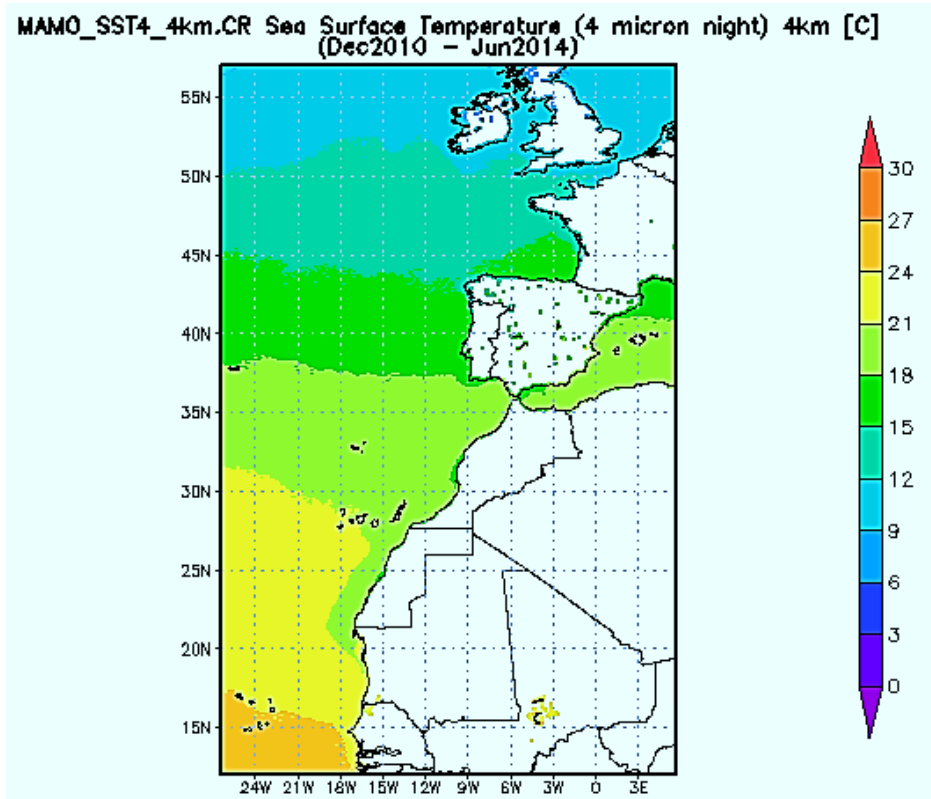 MAMO_SST4_4km.CR Sea Surface Temperature (4 micron night) 4km [C]
(Dec2010 – Jun2014)
55N
50N
45N
40N
35N
30N
25N
20N
15N
24W 21W 18W 15W 12W 9W 6W 3W 0 3E
30
27
24
21
18
15
12
9
6
3
0